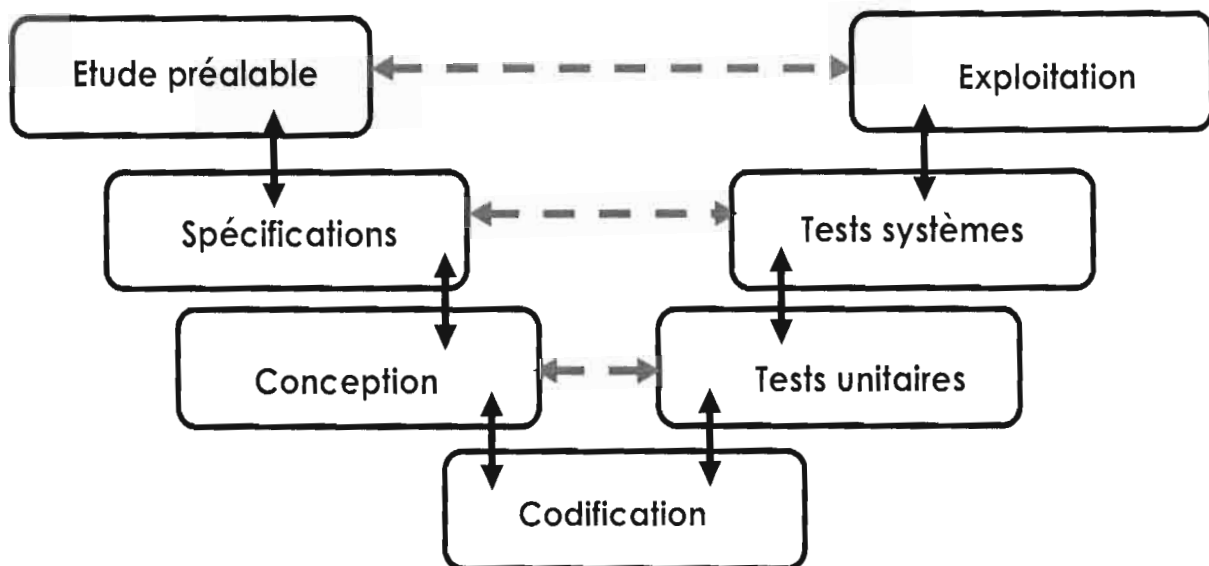 Etude préalable
Exploitation
Spécifications
Tests systèmes
Conception
Tests unitaires
Codification